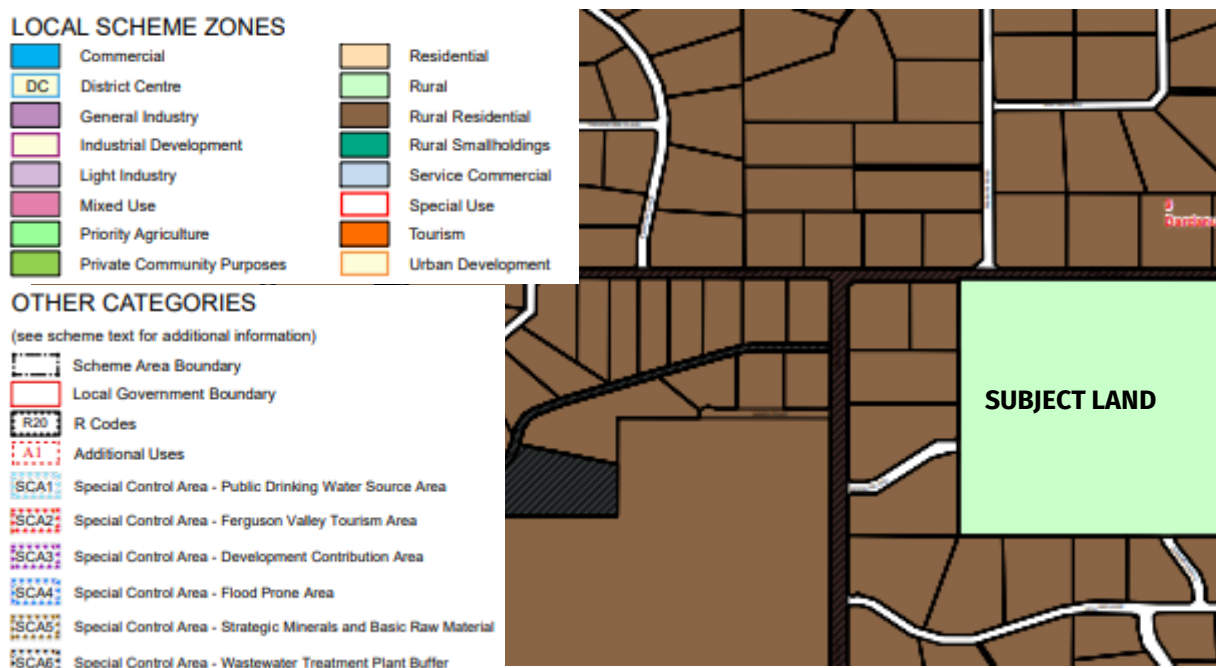 LOCAL SCHEME ZONES
Commercial
DC District Centre
General Industry
Industrial Development
Light Industry
Mixed Use
Priority Agriculture
Private Community Purposes
Residential
Rural
Rural Residential
Rural Smallholdings
Service Commercial
Special Use
Tourism
Urban Development
OTHER CATEGORIES
(see scheme text for additional information)
Scheme Area Boundary
Local Government Boundary
R20 R Codes
A1 Additional Uses
SCA1 Special Control Area - Public Drinking Water Source Area
SCA2 Special Control Area - Ferguson Valley Tourism Area
SCA3 Special Control Area - Development Contribution Area
SCA4 Special Control Area - Flood Prone Area
SCA5 Special Control Area - Strategic Minerals and Basic Raw Material
SCA6 Special Control Area - Wastewater Treatment Plant Buffer
SUBJECT LAND